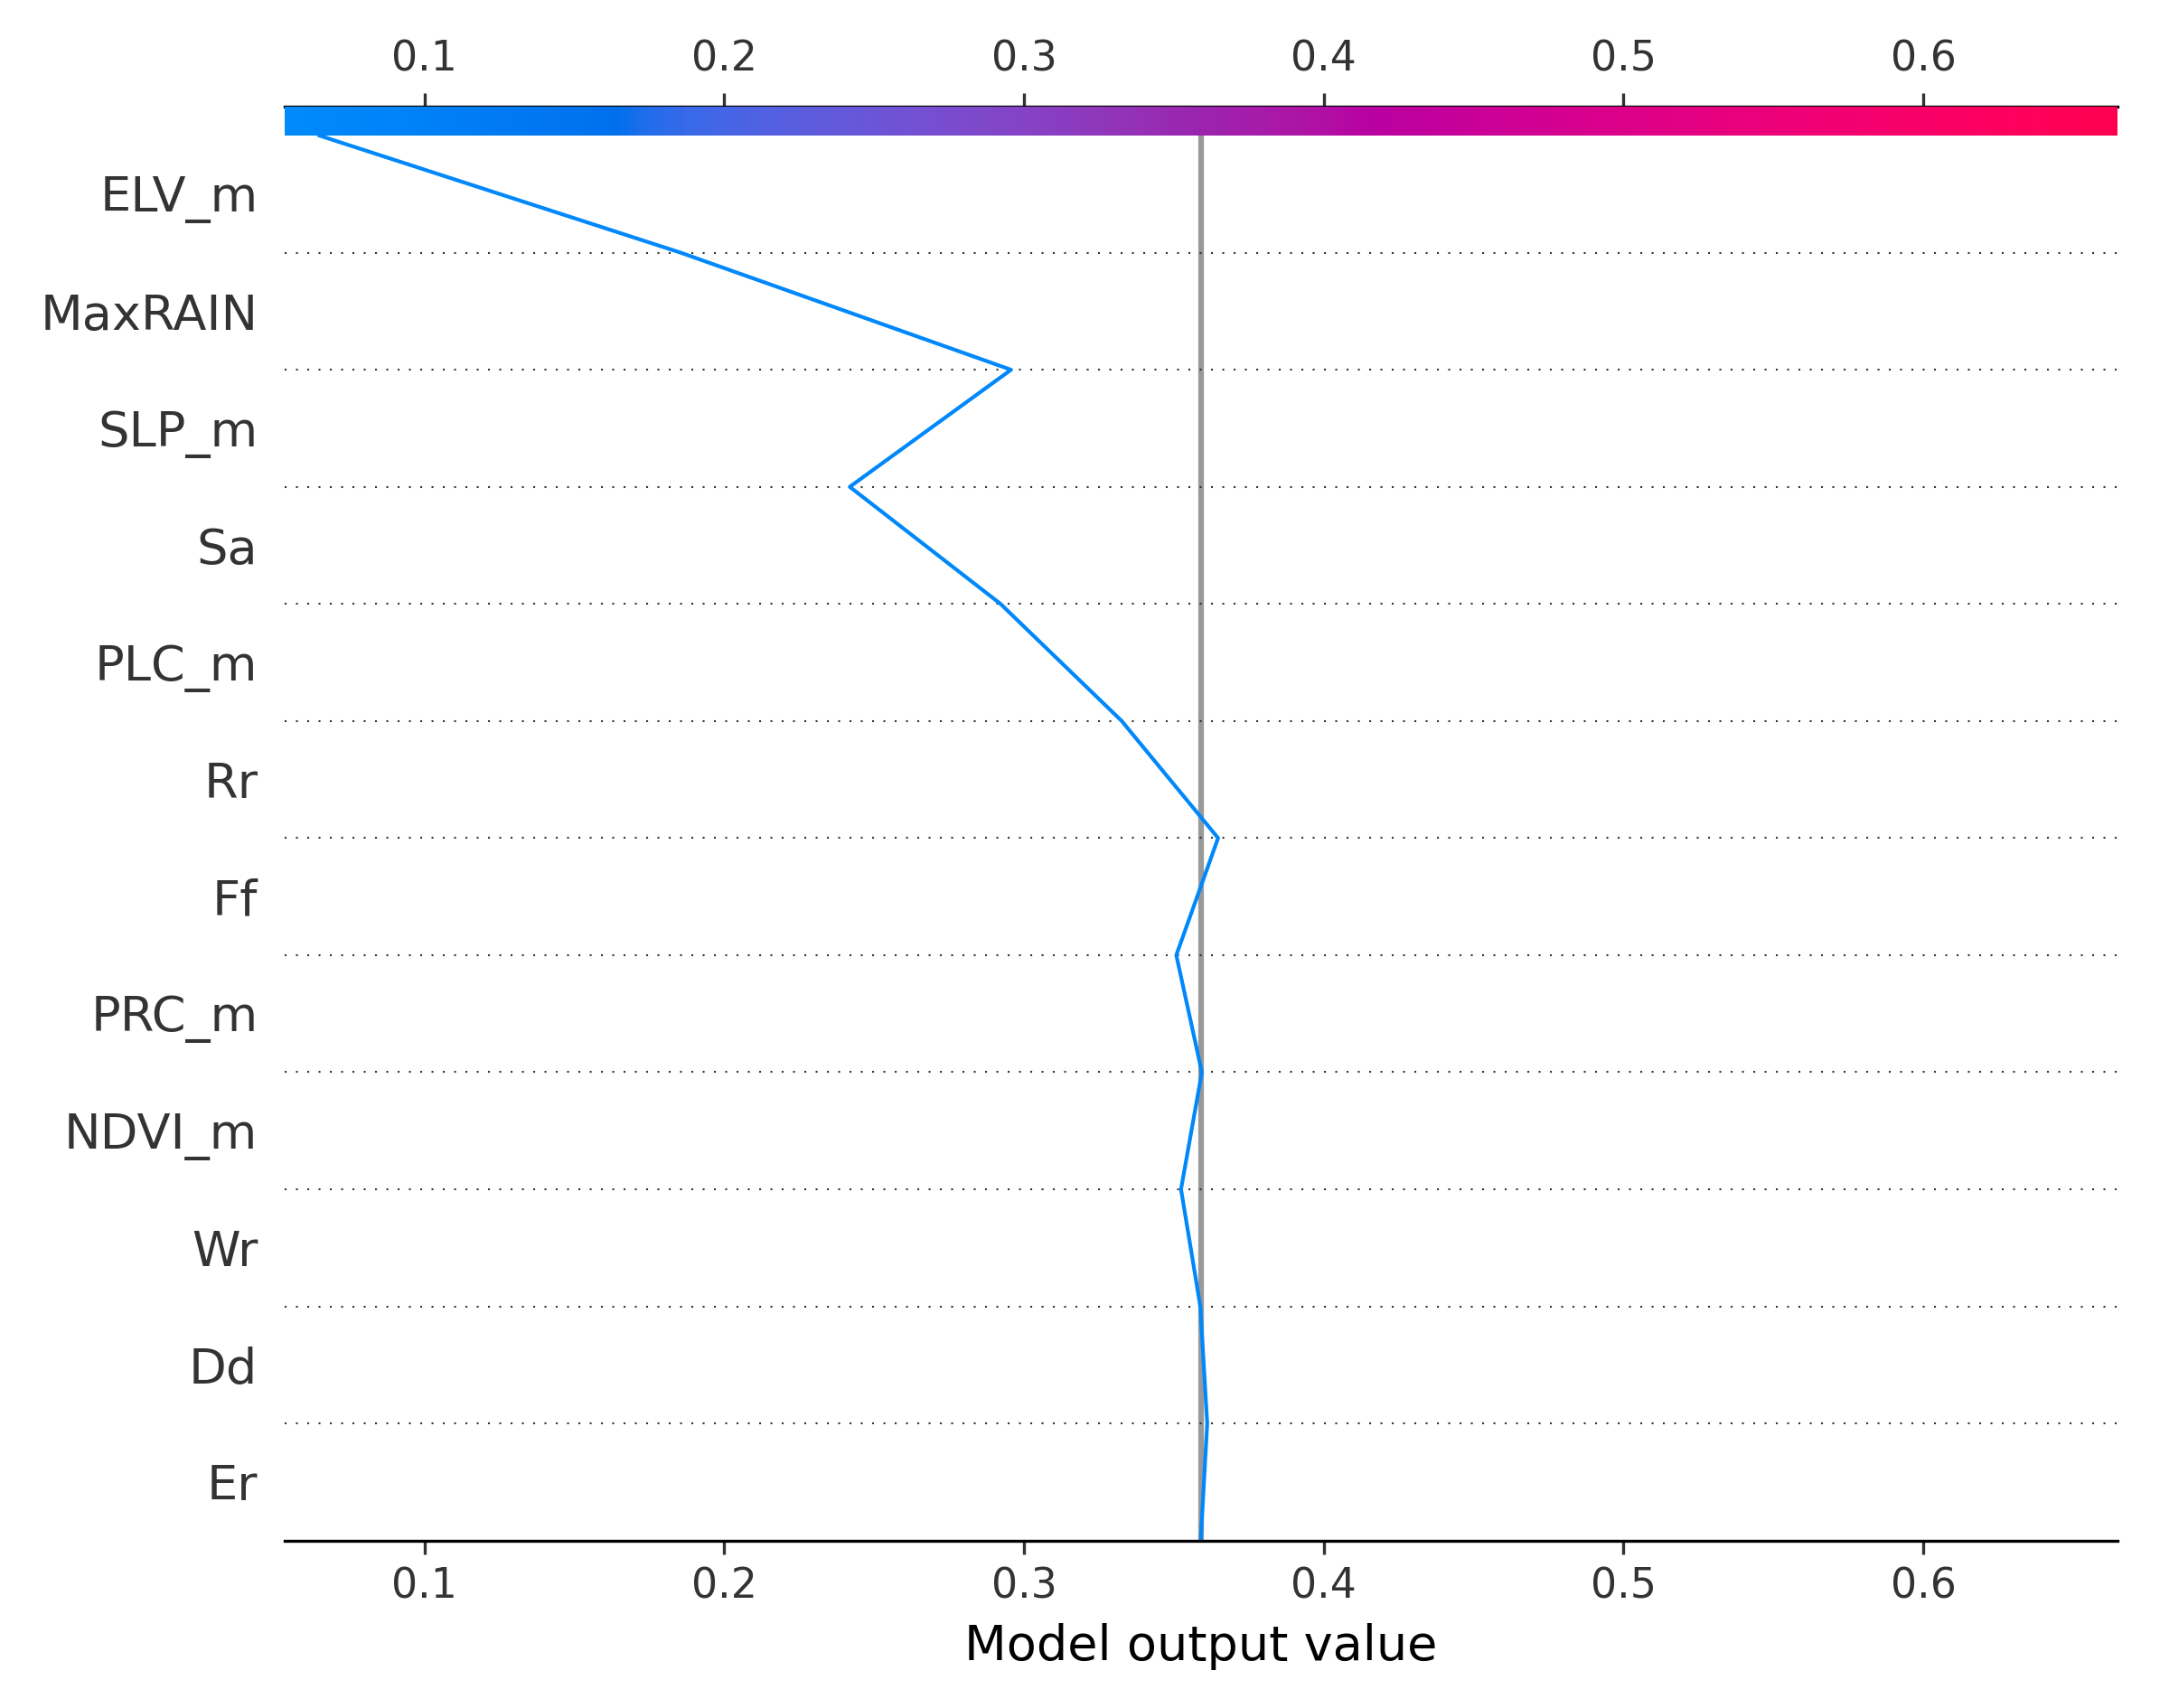 0.1 0.2 0.3 0.4 0.5 0.6
ELV_m
MaxRAIN
SLP_m
Sa
PLC_m
Rr
Ff
PRC_m
NDVI_m
Wr
Dd
Er
0.1 0.2 0.3 0.4 0.5 0.6
Model output value